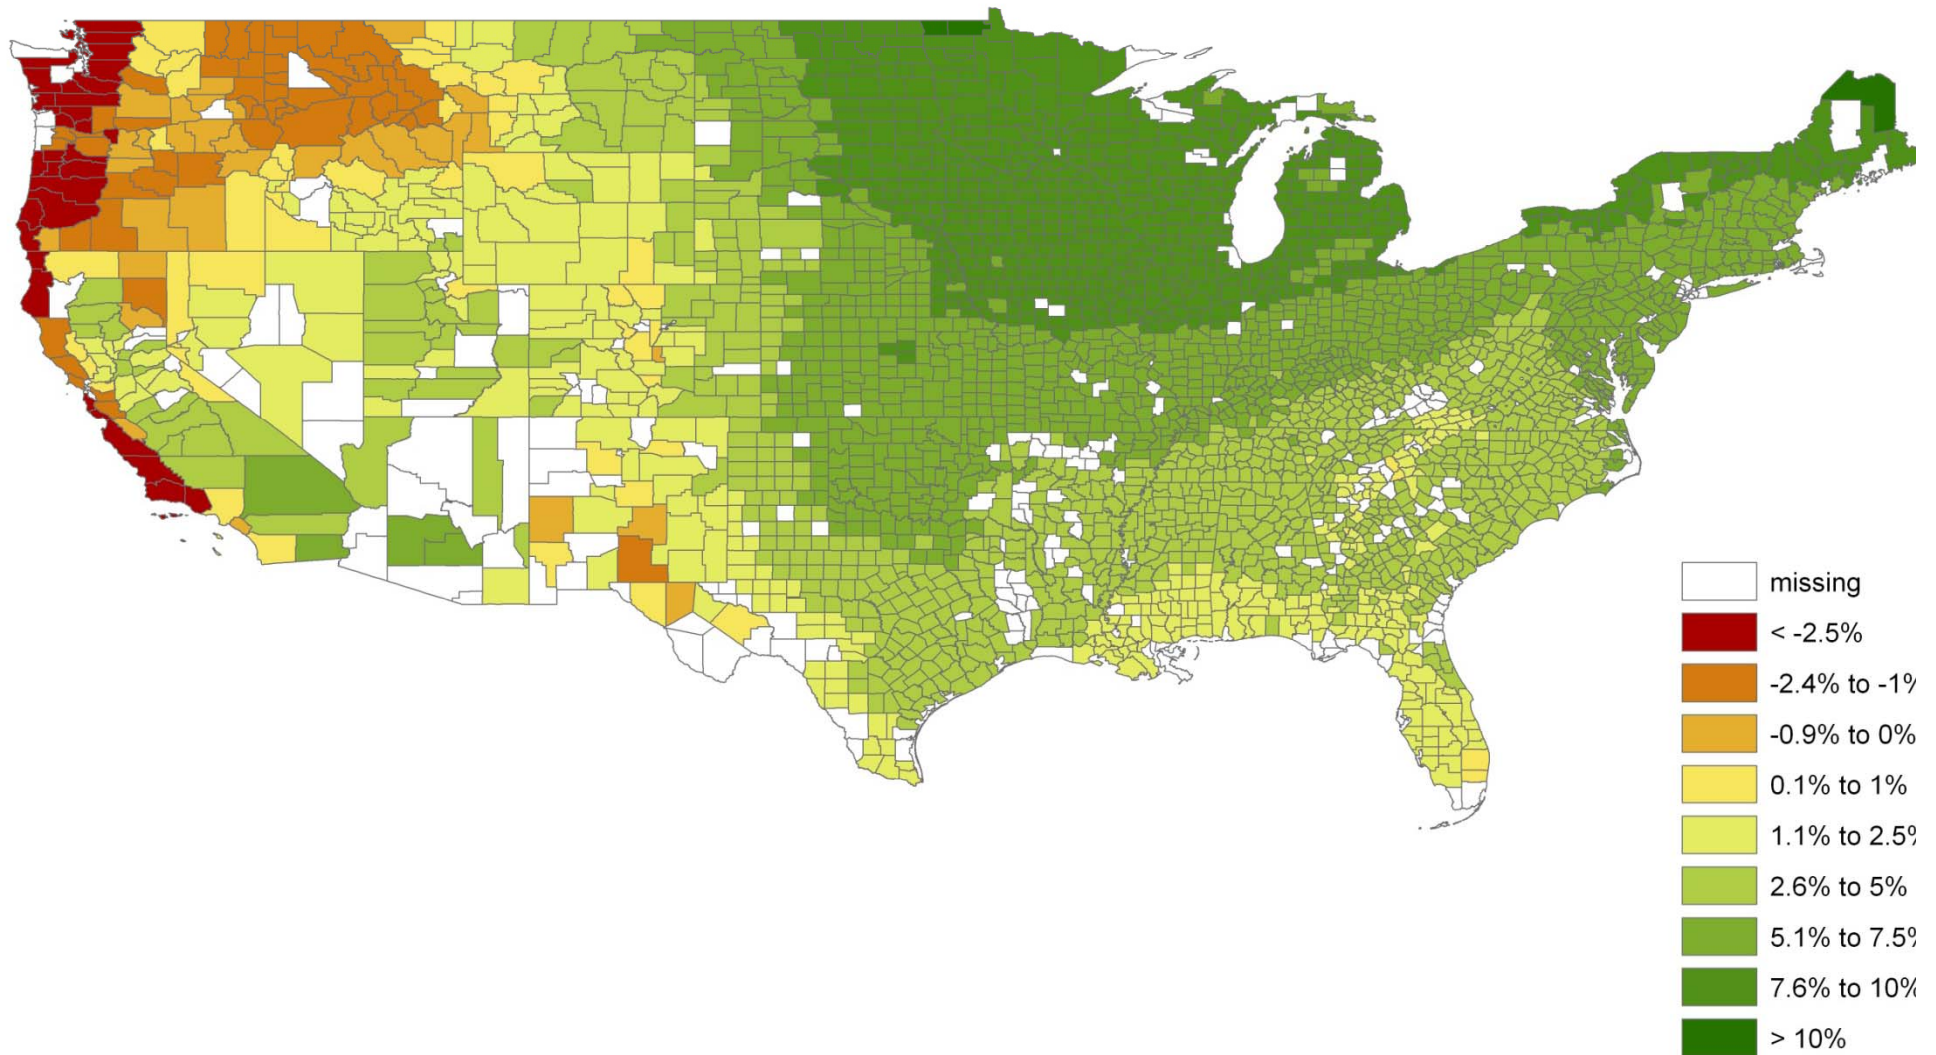 missing
< -2.5%
-2.4% to -1%
-0.9% to 0%
0.1% to 1%
1.1% to 2.5%
2.6% to 5%
5.1% to 7.5%
7.6% to 10%
> 10%